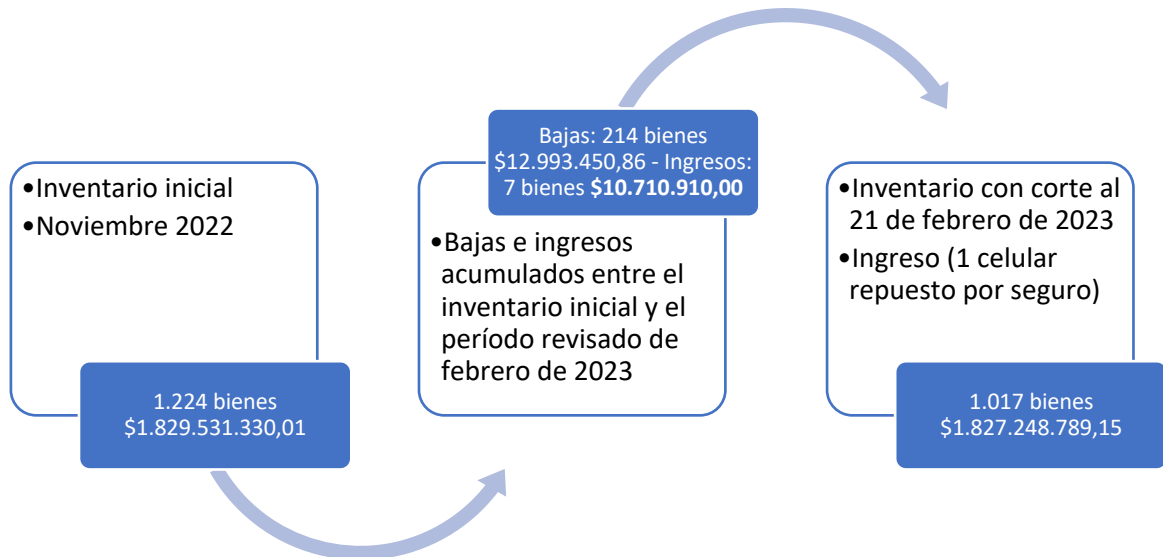 •Inventario inicial
•Noviembre 2022
1.224 bienes
$1.829.531.330,01
Bajas: 214 bienes
$12.993.450,86 - Ingresos:
7 bienes $10.710.910,00
•Bajas e ingresos
acumulados entre el
inventario inicial y el
período revisado de
febrero de 2023
•Inventario con corte al
21 de febrero de 2023
•Ingreso (1 celular
repuesto por seguro)
1.017 bienes
$1.827.248.789,15